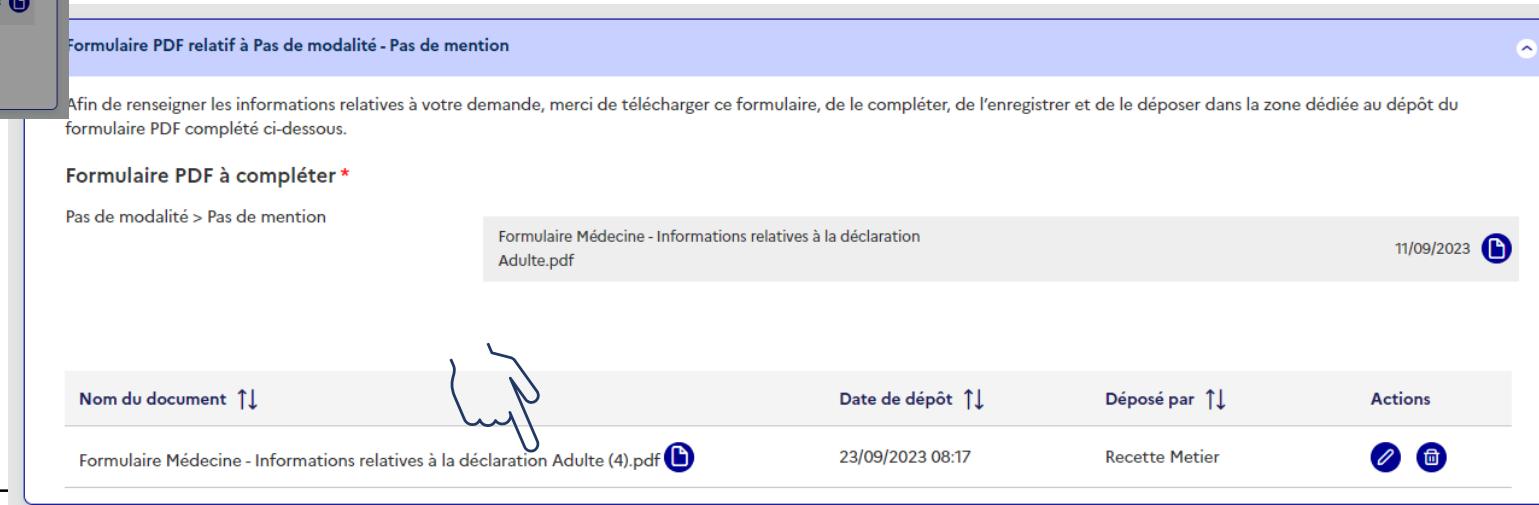 Formulaire PDF relatif à Pas de modalité - Pas de mention
Afin de renseigner les informations relatives à votre demande, merci de télécharger ce formulaire, de le compléter, de l'enregistrer et de le déposer dans la zone dédiée au dépôt du
formulaire PDF complété ci-dessous.
Formulaire PDF à compléter *
Pas de modalité > Pas de mention
Formulaire Médecine - Informations relatives à la déclaration
Adulte.pdf
11/09/2023
Nom du document ↑↓ Date de dépôt ↑↓ Déposé par ↑↓ Actions
Formulaire Médecine - Informations relatives à la déclaration Adulte (4).pdf 23/09/2023 08:17 Recette Metier